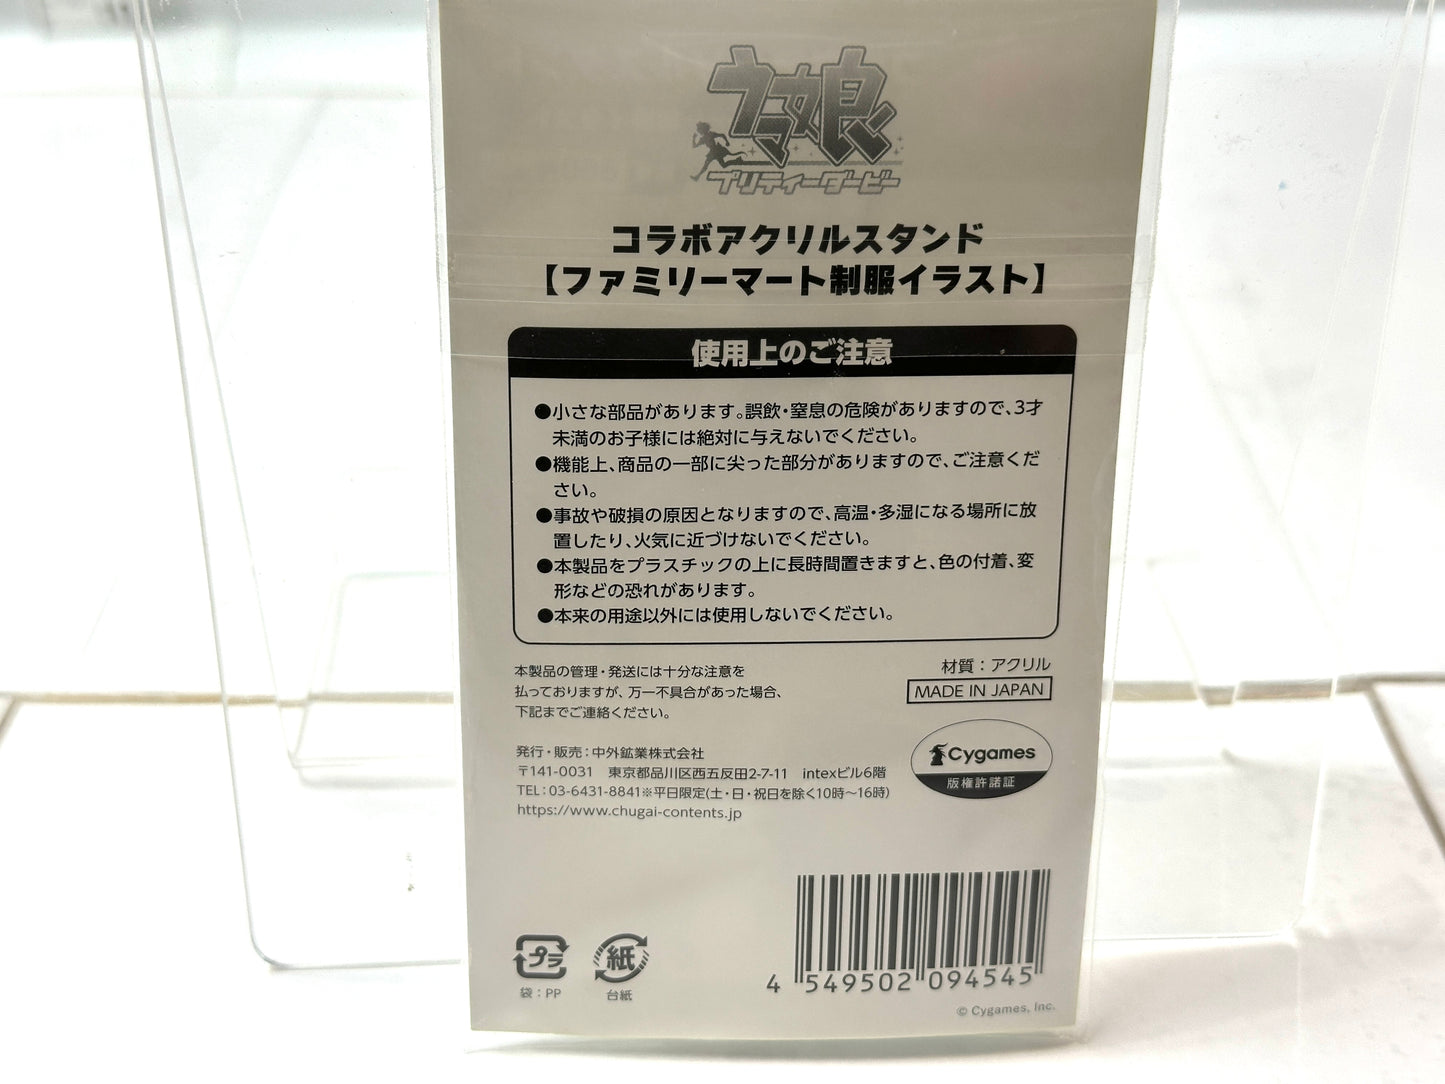 ウマ娘
プリティーダービー
コラボアクリルスタンド
【ファミリーマート制服イラスト】
使用上のご注意
●小さな部品があります。誤飲・窒息の危険がありますので、3才
未満のお子様には絶対に与えないでください。
●機能上、商品の一部に尖った部分がありますので、ご注意くだ
さい。
●事故や破損の原因となりますので、高温・多湿になる場所に放
置したり、火気に近づけないでください。
●本製品をプラスチックの上に長時間置きますと、色の付着、変
形などの恐れがあります。
●本来の用途以外には使用しないでください。
本製品の管理・発送には十分な注意を
払っておりますが、万一不具合があった場合、
下記までご連絡ください。
材質：アクリル
MADE IN JAPAN
発行・販売：中外鉱業株式会社
〒141-0031 東京都品川区西五反田2-7-11 intexビル6階
TEL：03-6431-8841※平日限定(土・日・祝日を除く10時～16時)
https://www.chugai-contents.jp
Cygames
版権許諾証
プラ
袋：PP
紙
台紙
4 549502 094545
© Cygames, Inc.